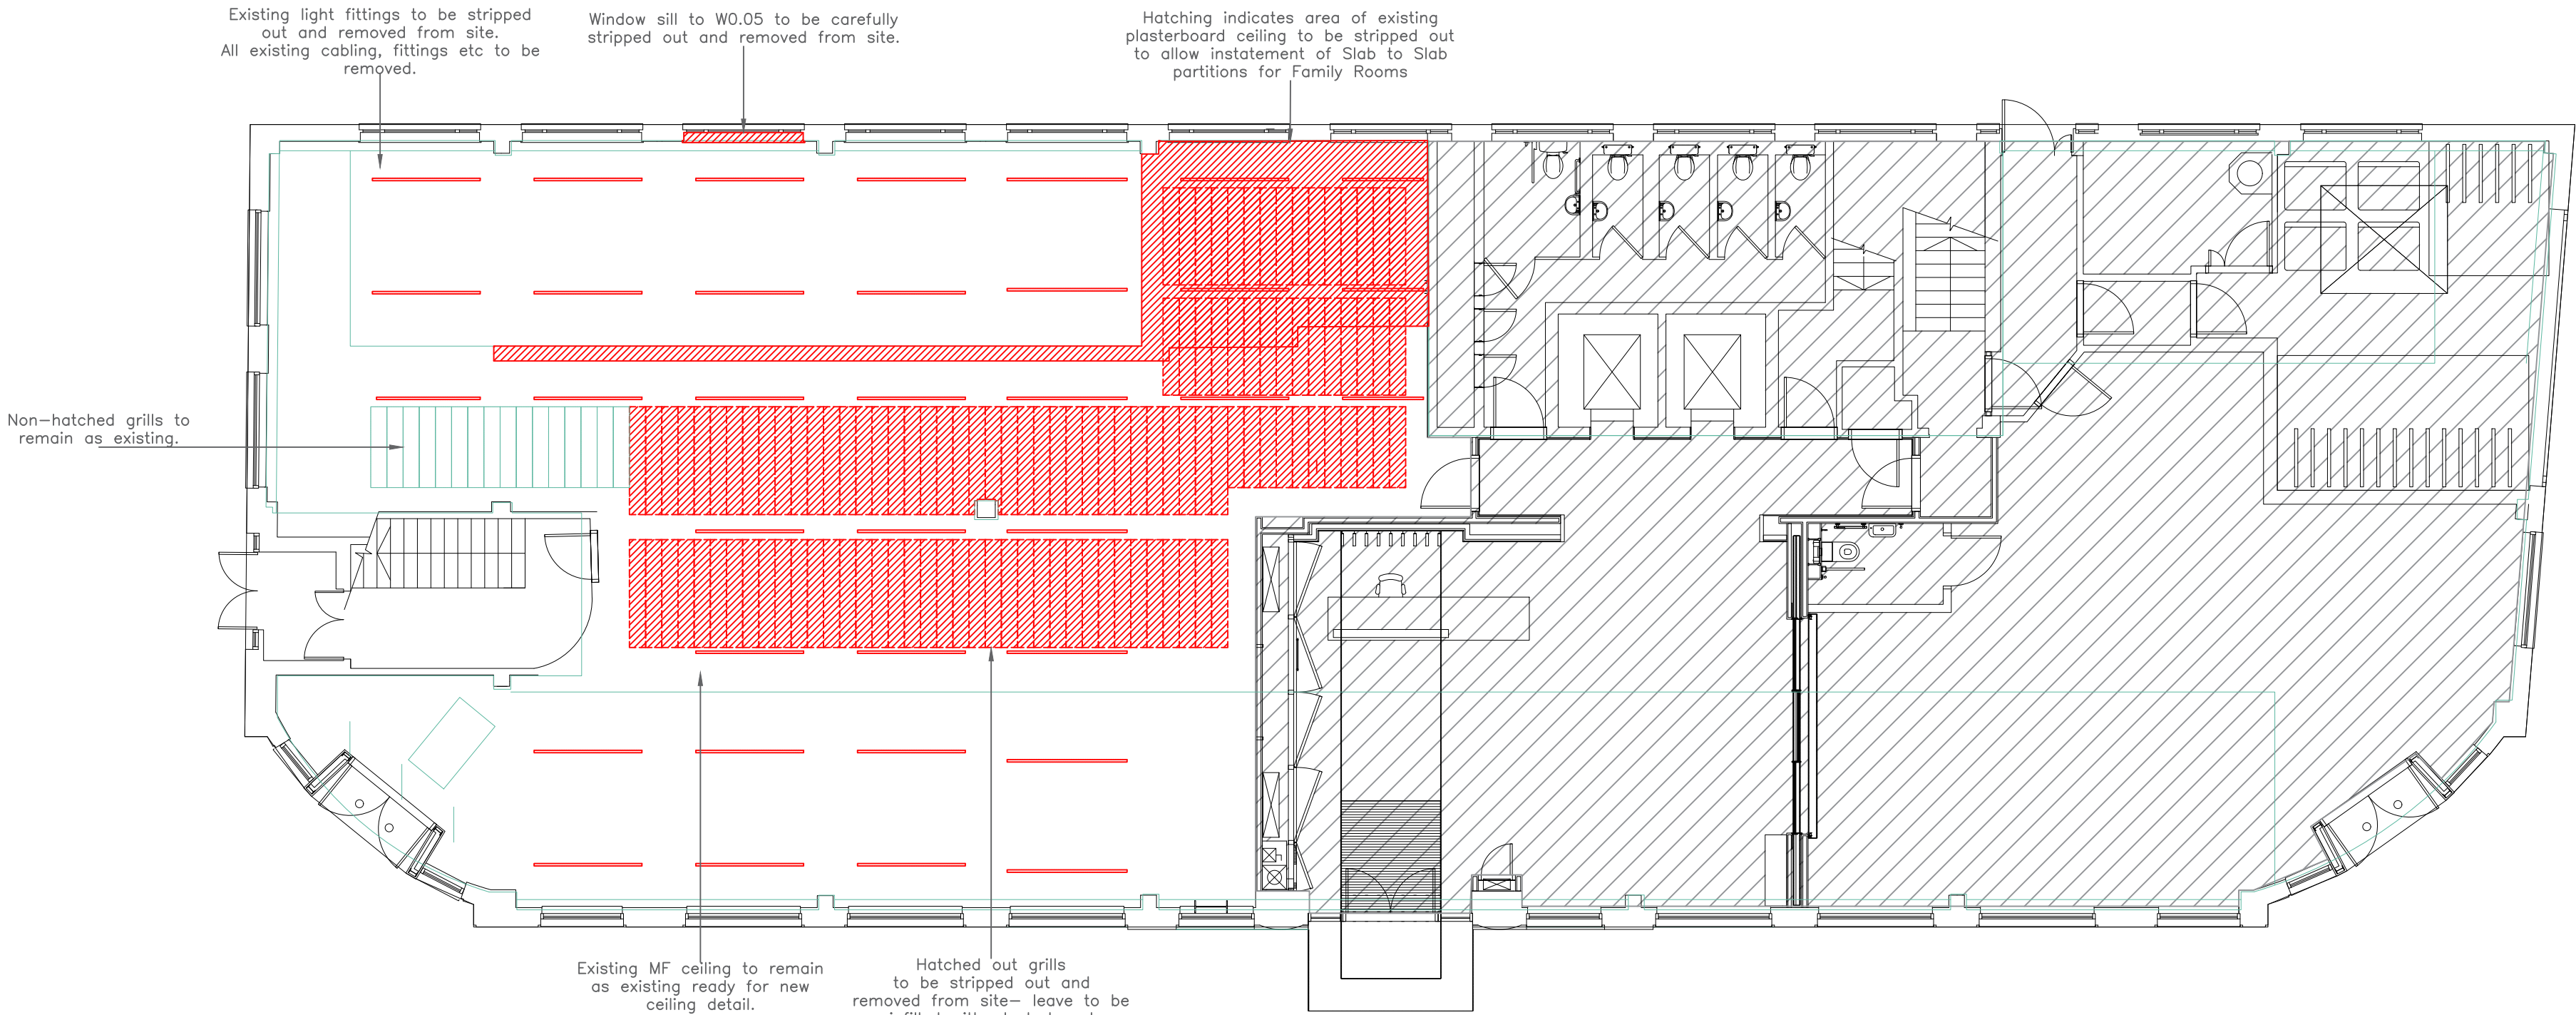 Existing light fittings to be stripped
out and removed from site.
All existing cabling, fittings etc to be
removed.
Window sill to W0.05 to be carefully
stripped out and removed from site.
Hatching indicates area of existing
plasterboard ceiling to be stripped out
to allow instatement of Slab to Slab
partitions for Family Rooms
Non-hatched grills to
remain as existing.
Existing MF ceiling to remain
as existing ready for new
ceiling detail.
Hatched out grills
to be stripped out and
removed from site- leave to be